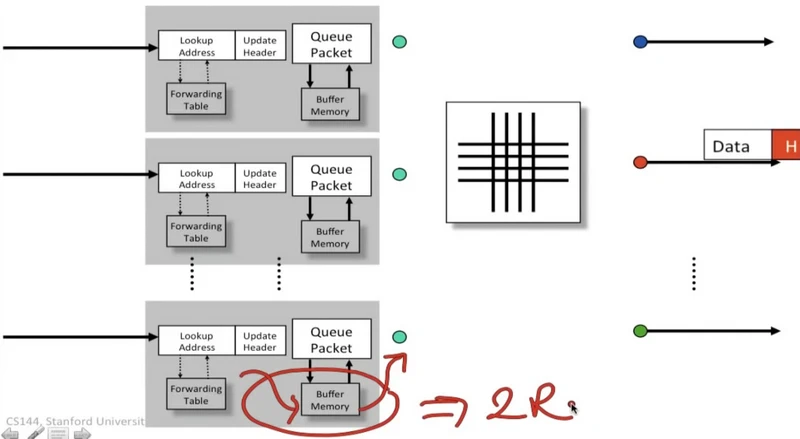 Lookup Address
Update Header
Queue Packet
Forwarding Table
Buffer Memory
Data H
Lookup Address
Update Header
Queue Packet
Forwarding Table
Buffer Memory
Lookup Address
Update Header
Queue Packet
Forwarding Table
Buffer Memory
⇒ 2R
CS144, Stanford Universit